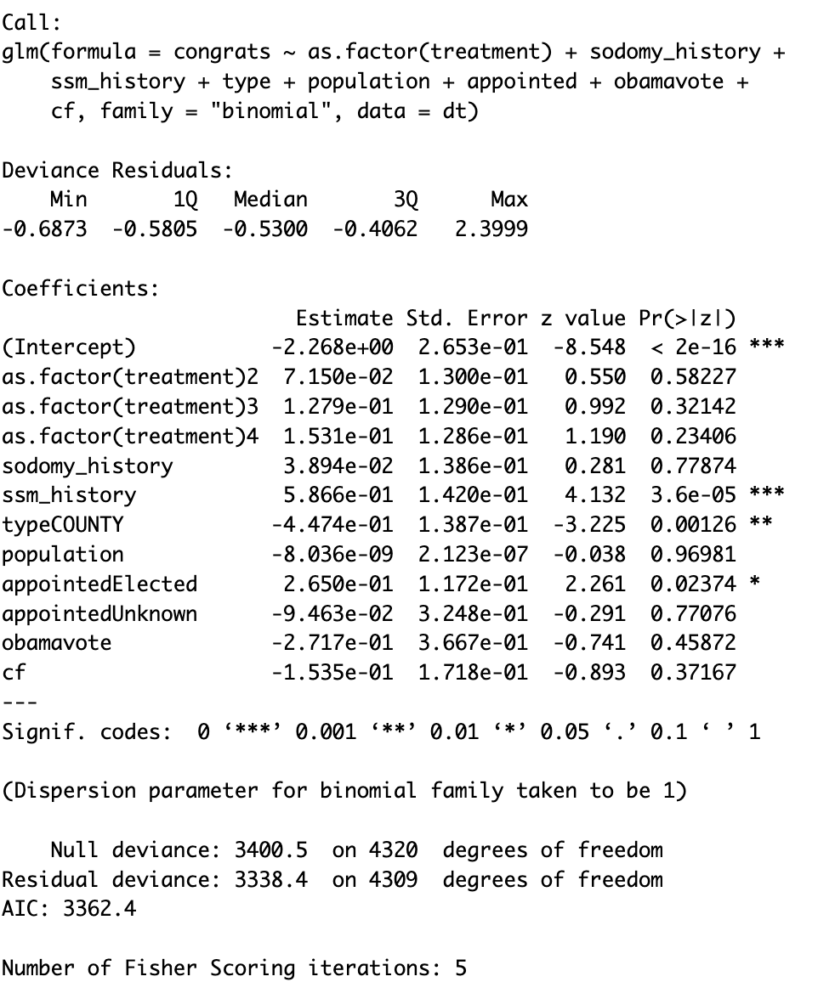 Call:
glm(formula = congrats ~ as.factor(treatment) + sodomy_history +
    ssm_history + type + population + appointed + obamavote +
    cf, family = "binomial", data = dt)

Deviance Residuals:
    Min       1Q   Median       3Q      Max
-0.6873  -0.5805  -0.5300  -0.4062   2.3999

Coefficients:
                        Estimate Std. Error z value Pr(>|z|)
(Intercept)           -2.268e+00  2.653e-01  -8.548  < 2e-16 ***
as.factor(treatment)2  7.150e-02  1.300e-01   0.550  0.58227
as.factor(treatment)3  1.279e-01  1.290e-01   0.992  0.32142
as.factor(treatment)4  1.531e-01  1.286e-01   1.190  0.23406
sodomy_history         3.894e-02  1.386e-01   0.281  0.77874
ssm_history            5.866e-01  1.420e-01   4.132  3.6e-05 ***
typeCOUNTY            -4.474e-01  1.387e-01  -3.225  0.00126 **
population            -8.036e-09  2.123e-07  -0.038  0.96981
appointedElected       2.650e-01  1.172e-01   2.261  0.02374 *
appointedUnknown      -9.463e-02  3.248e-01  -0.291  0.77076
obamavote             -2.717e-01  3.667e-01  -0.741  0.45872
cf                    -1.535e-01  1.718e-01  -0.893  0.37167
---
Signif. codes:  0 ‘***’ 0.001 ‘**’ 0.01 ‘*’ 0.05 ‘.’ 0.1 ‘ ’ 1

(Dispersion parameter for binomial family taken to be 1)

    Null deviance: 3400.5  on 4320  degrees of freedom
Residual deviance: 3338.4  on 4309  degrees of freedom
AIC: 3362.4

Number of Fisher Scoring iterations: 5